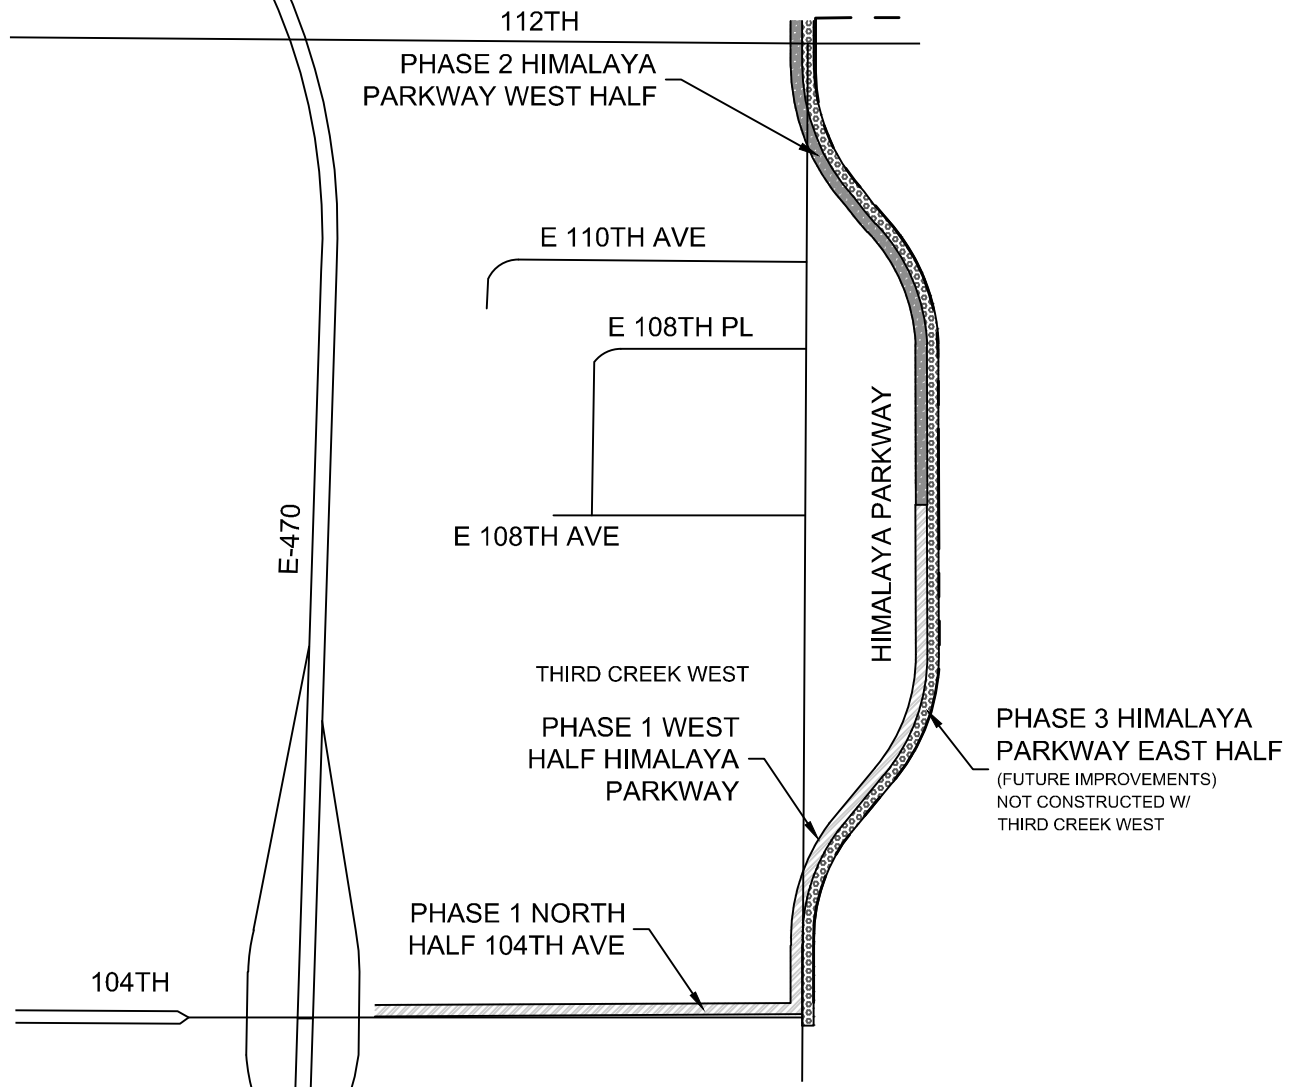 112TH
PHASE 2 HIMALAYA
PARKWAY WEST HALF
E 110TH AVE
E 108TH PL
HIMALAYA PARKWAY
E-470
E 108TH AVE
THIRD CREEK WEST
PHASE 1 WEST
HALF HIMALAYA
PARKWAY
PHASE 3 HIMALAYA
PARKWAY EAST HALF
(FUTURE IMPROVEMENTS)
NOT CONSTRUCTED W/
THIRD CREEK WEST
PHASE 1 NORTH
HALF 104TH AVE
104TH